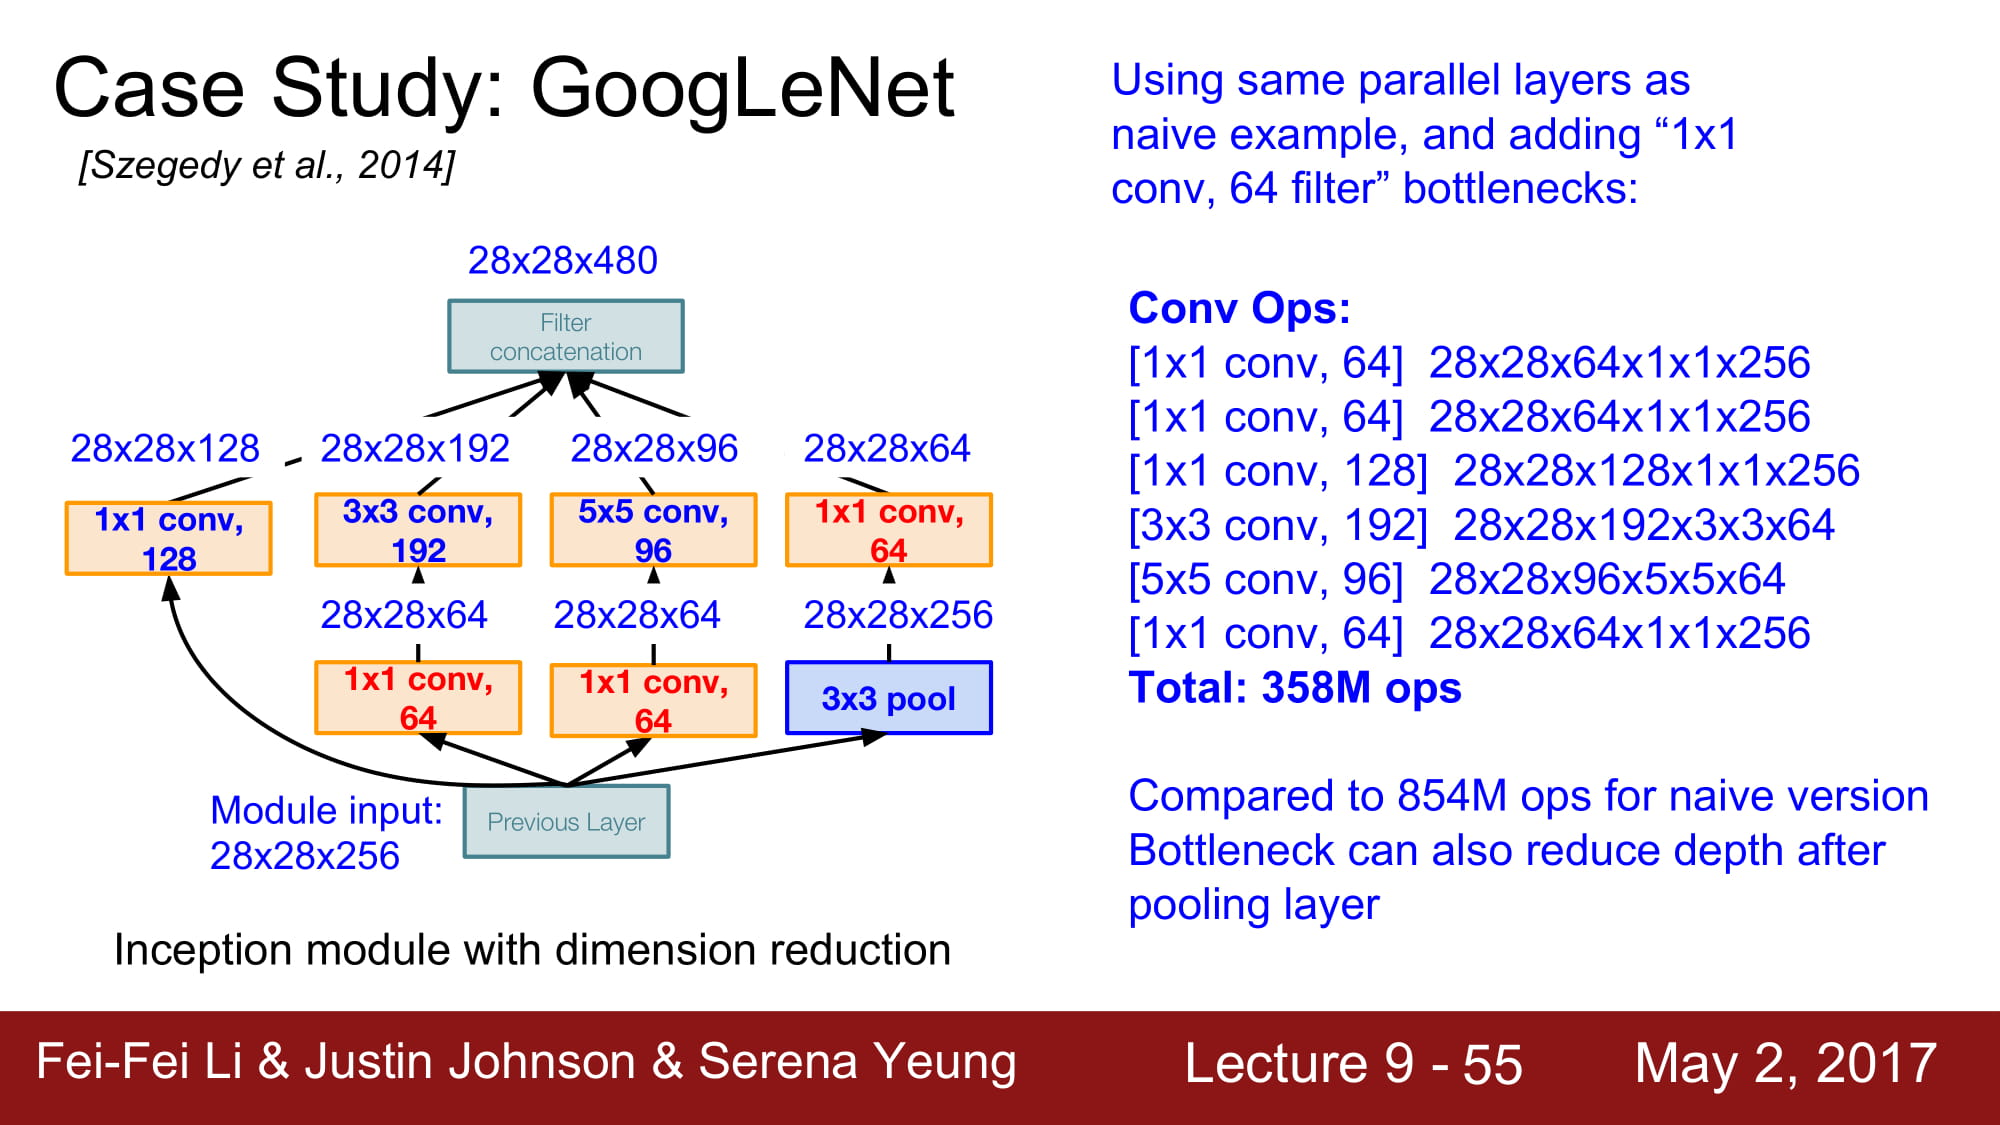 Case Study: GoogLeNet
[Szegedy et al., 2014]
28x28x480
Filter
concatenation
28x28x128 28x28x192 28x28x96 28x28x64
1x1 conv,
128
3x3 conv,
192
5x5 conv,
96
1x1 conv,
64
28x28x64 28x28x64 28x28x256
1x1 conv,
64
1x1 conv,
64
3x3 pool
Module input:
28x28x256
Previous Layer
Inception module with dimension reduction
Using same parallel layers as
naive example, and adding “1x1
conv, 64 filter” bottlenecks:
Conv Ops:
[1x1 conv, 64] 28x28x64x1x1x256
[1x1 conv, 64] 28x28x64x1x1x256
[1x1 conv, 128] 28x28x128x1x1x256
[3x3 conv, 192] 28x28x192x3x3x64
[5x5 conv, 96] 28x28x96x5x5x64
[1x1 conv, 64] 28x28x64x1x1x256
Total: 358M ops
Compared to 854M ops for naive version
Bottleneck can also reduce depth after
pooling layer
Fei-Fei Li & Justin Johnson & Serena Yeung Lecture 9 - 55 May 2, 2017